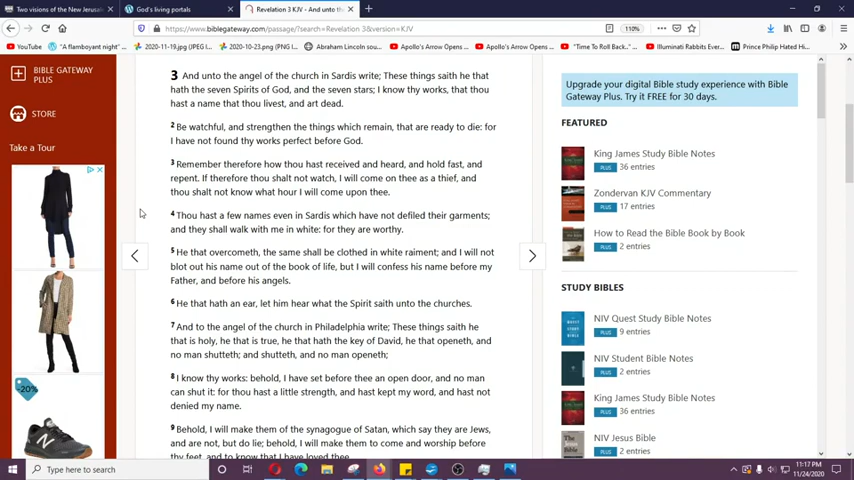 Two visions of the New Jerusal
God's living portals
Revelation 3 KJV - And unto th
https://www.biblegateway.com/passage/?search=Revelation 3&version=KJV
110%
YouTube
"A flamboyant night"
2020-11-19.jpg (JPEG I
2020-10-23.png (PNG I
Abraham Lincoln soug
Apollo's Arrow Opens
Apollo's Arrow Opens
"Time To Roll Back."
Illuminati Rabbits Ever
Prince Philip Hated Hi
BIBLE GATEWAY
PLUS
STORE
Take a Tour
-20%
3 And unto the angel of the church in Sardis write; These things saith he that
hath the seven Spirits of God, and the seven stars; I know thy works, that thou
hast a name that thou livest, and art dead.
2 Be watchful, and strengthen the things which remain, that are ready to die: for
I have not found thy works perfect before God.
3 Remember therefore how thou hast received and heard, and hold fast, and
repent. If therefore thou shalt not watch, I will come on thee as a thief, and
thou shalt not know what hour I will come upon thee.
4 Thou hast a few names even in Sardis which have not defiled their garments;
and they shall walk with me in white: for they are worthy.
5 He that overcometh, the same shall be clothed in white raiment; and I will not
blot out his name out of the book of life, but I will confess his name before my
Father, and before his angels.
6 He that hath an ear, let him hear what the Spirit saith unto the churches.
7 And to the angel of the church in Philadelphia write; These things saith he
that is holy, he that is true, he that hath the key of David, he that openeth, and
no man shutteth; and shutteth, and no man openeth;
8 I know thy works: behold, I have set before thee an open door, and no man
can shut it: for thou hast a little strength, and hast kept my word, and hast not
denied my name.
9 Behold, I will make them of the synagogue of Satan, which say they are Jews,
and are not, but do lie; behold, I will make them to come and worship before
thy feet, and to know that I have loved thee.
Upgrade your digital Bible study experience with Bible
Gateway Plus. Try it FREE for 30 days.
FEATURED
King James Study Bible Notes
PLUS 36 entries
Zondervan KJV Commentary
PLUS 17 entries
How to Read the Bible Book by Book
PLUS 2 entries
STUDY BIBLES
NIV Quest Study Bible Notes
PLUS 9 entries
NIV Student Bible Notes
PLUS 2 entries
King James Study Bible Notes
PLUS 36 entries
NIV Jesus Bible
PLUS 2 entries
Type here to search
11:17 PM
11/24/2020